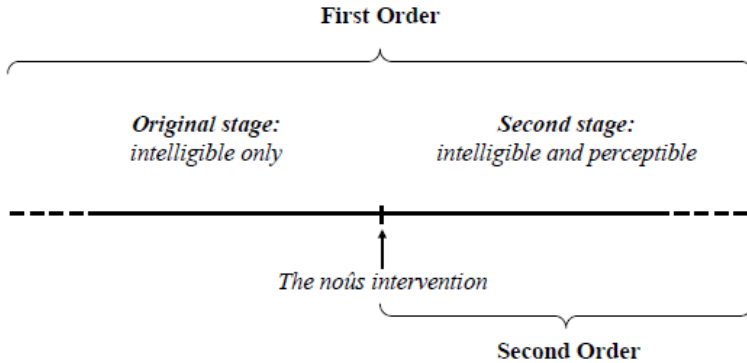 First Order
Original stage:
intelligible only
Second stage:
intelligible and perceptible
The noûs intervention
Second Order